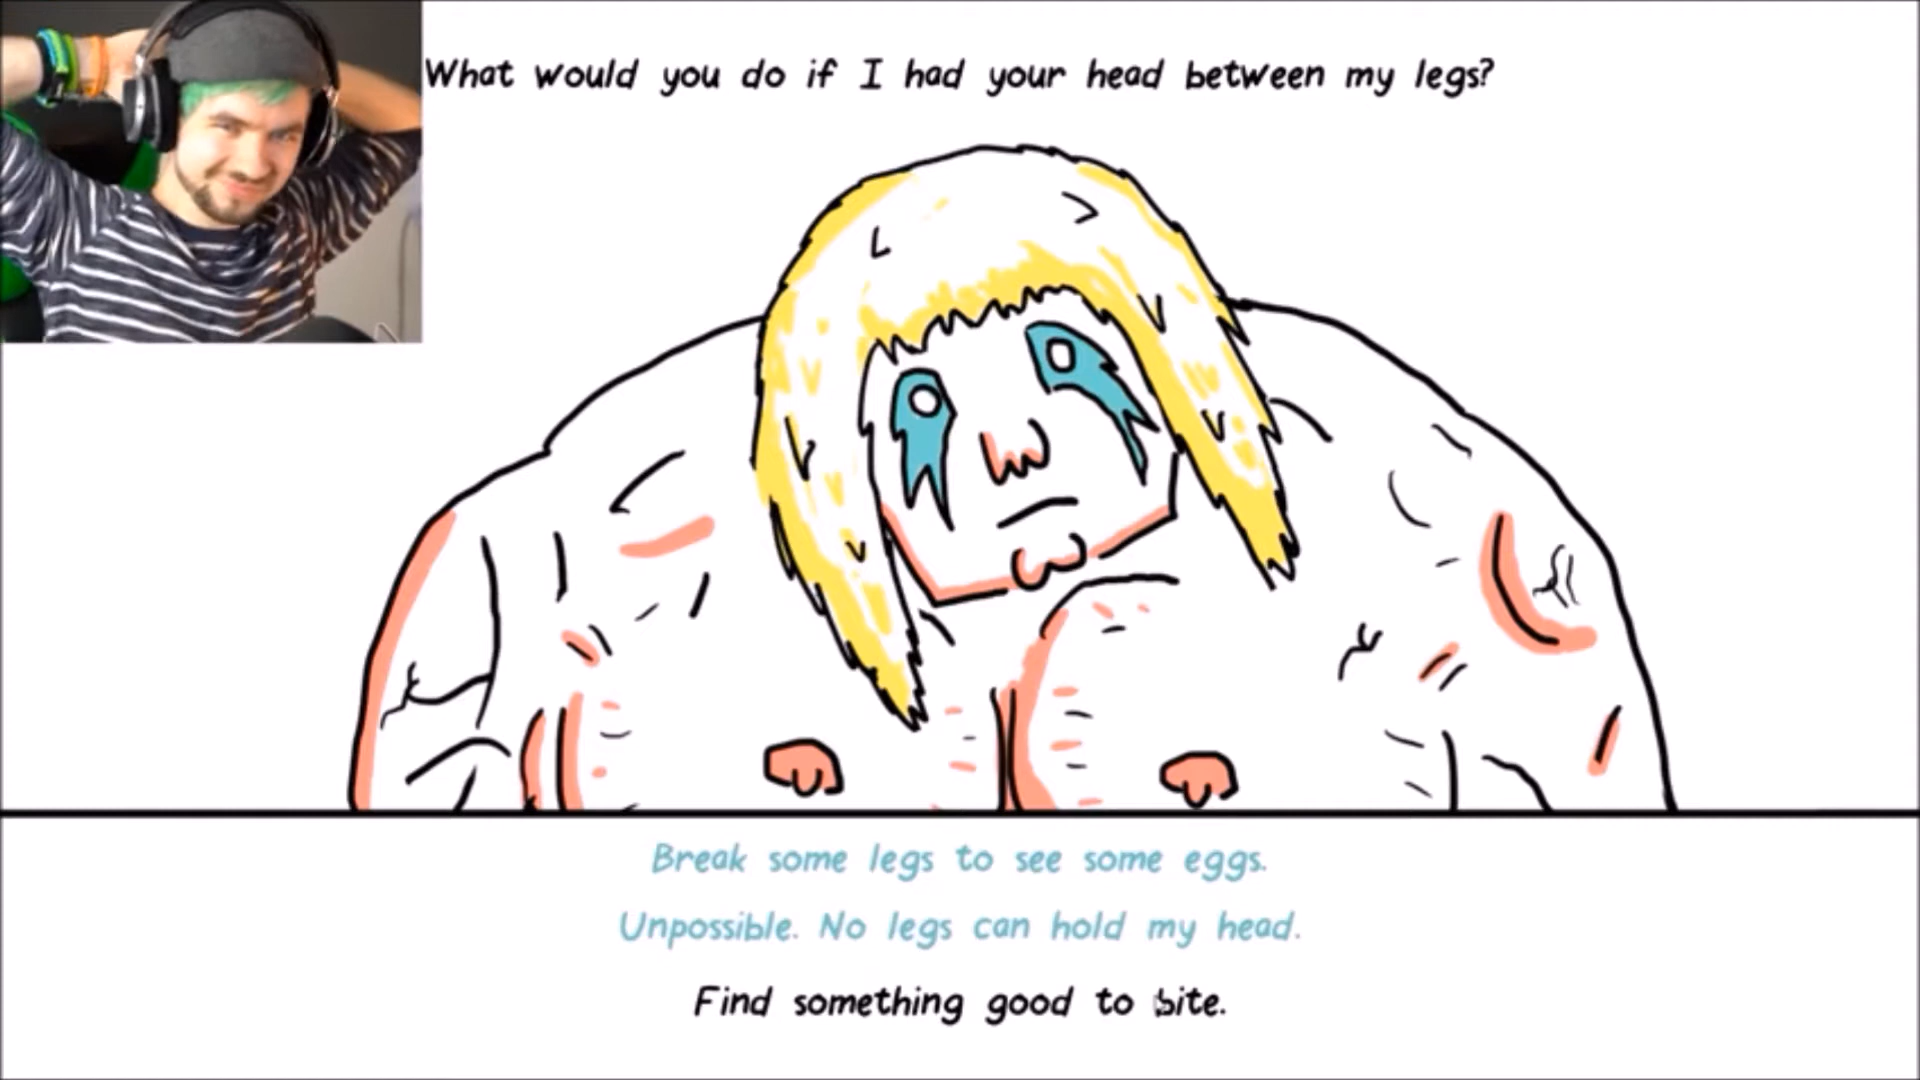 What would you do if I had your head between my legs?
Break some legs to see some eggs.
Unpossible. No legs can hold my head.
Find something good to bite.